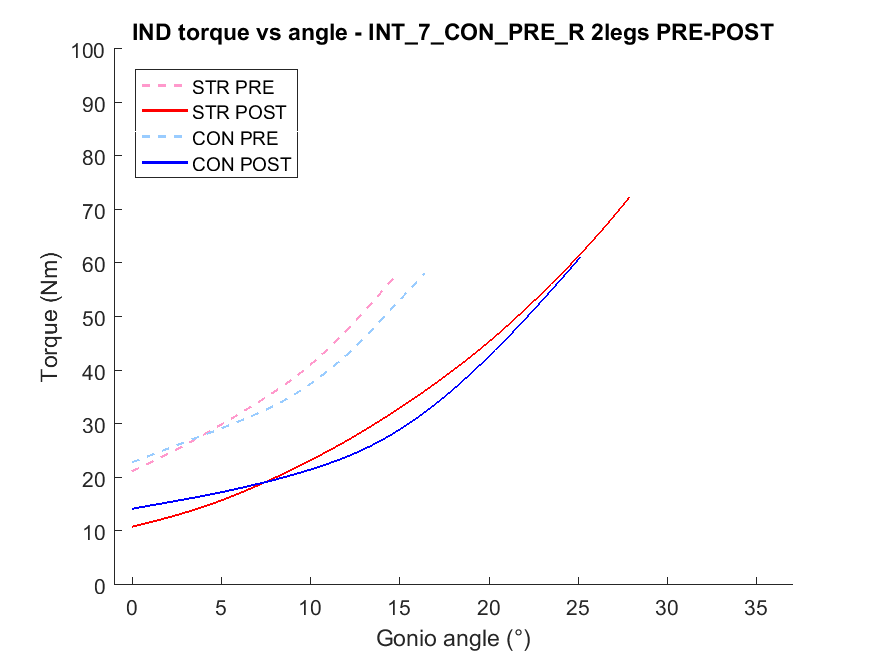 IND torque vs angle - INT_7_CON_PRE_R 2legs PRE-POST
100
90
80
70
60
50
40
30
20
10
0
STR PRE
STR POST
CON PRE
CON POST
Torque (Nm)
0 5 10 15 20 25 30 35
Gonio angle (°)